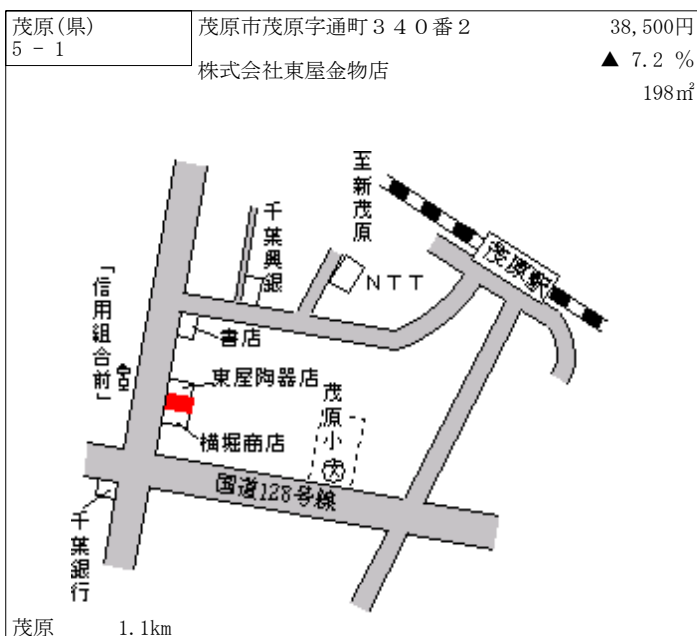 茂原(県)
5 - 1
茂原市茂原字通町３４０番２
株式会社東屋金物店
38,500円
▲ 7.2 %
198㎡
至新茂原
千葉興銀
ＮＴＴ
茂原駅
「信用組合前」
書店
東屋陶器店
茂原小
横堀商店
国道128号線
千葉銀行
茂原 1.1km